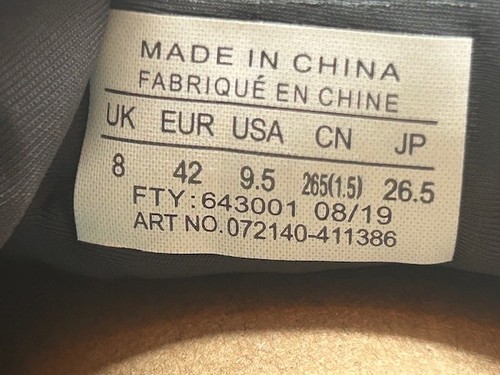 MADE IN CHINA
FABRIQUÉ EN CHINE
UK EUR USA CN JP
8 42 9.5 265(1.5) 26.5
FTY:643001 08/19
ART NO.072140-411386